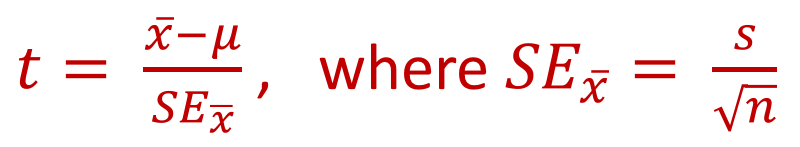 t = x̄−μ / SE_x̄ , where SE_x̄ = s / √n